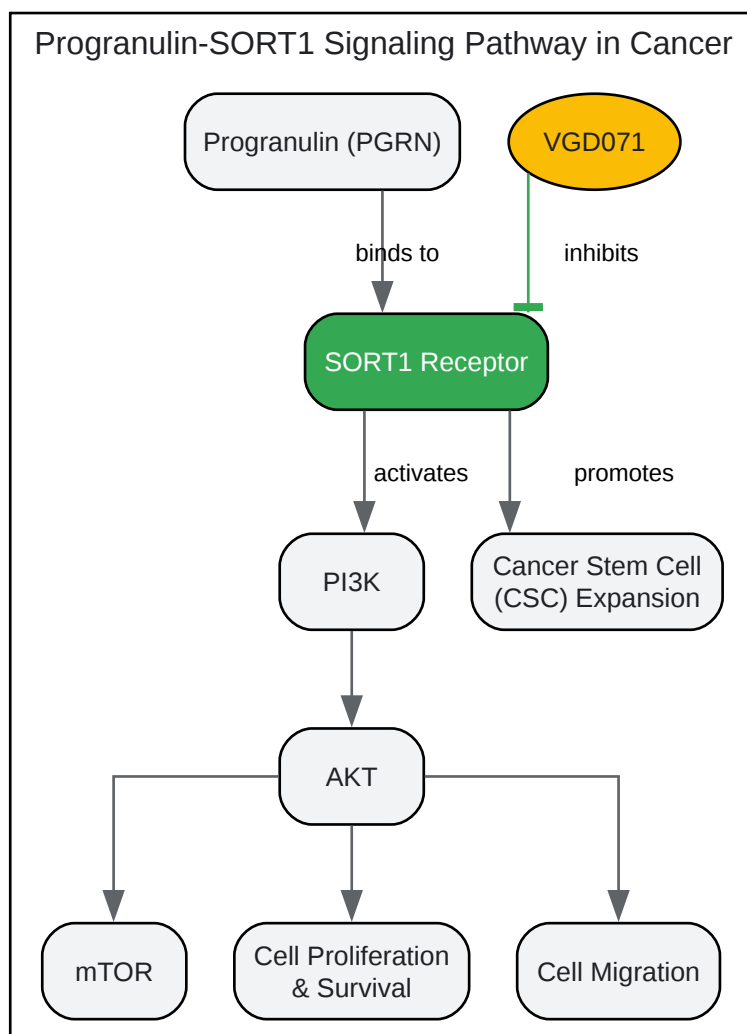 Progranulin-SORT1 Signaling Pathway in Cancer
Progranulin (PGRN)
VGD071
binds to
inhibits
SORT1 Receptor
activates
promotes
PI3K
Cancer Stem Cell
(CSC) Expansion
AKT
mTOR
Cell Proliferation
& Survival
Cell Migration